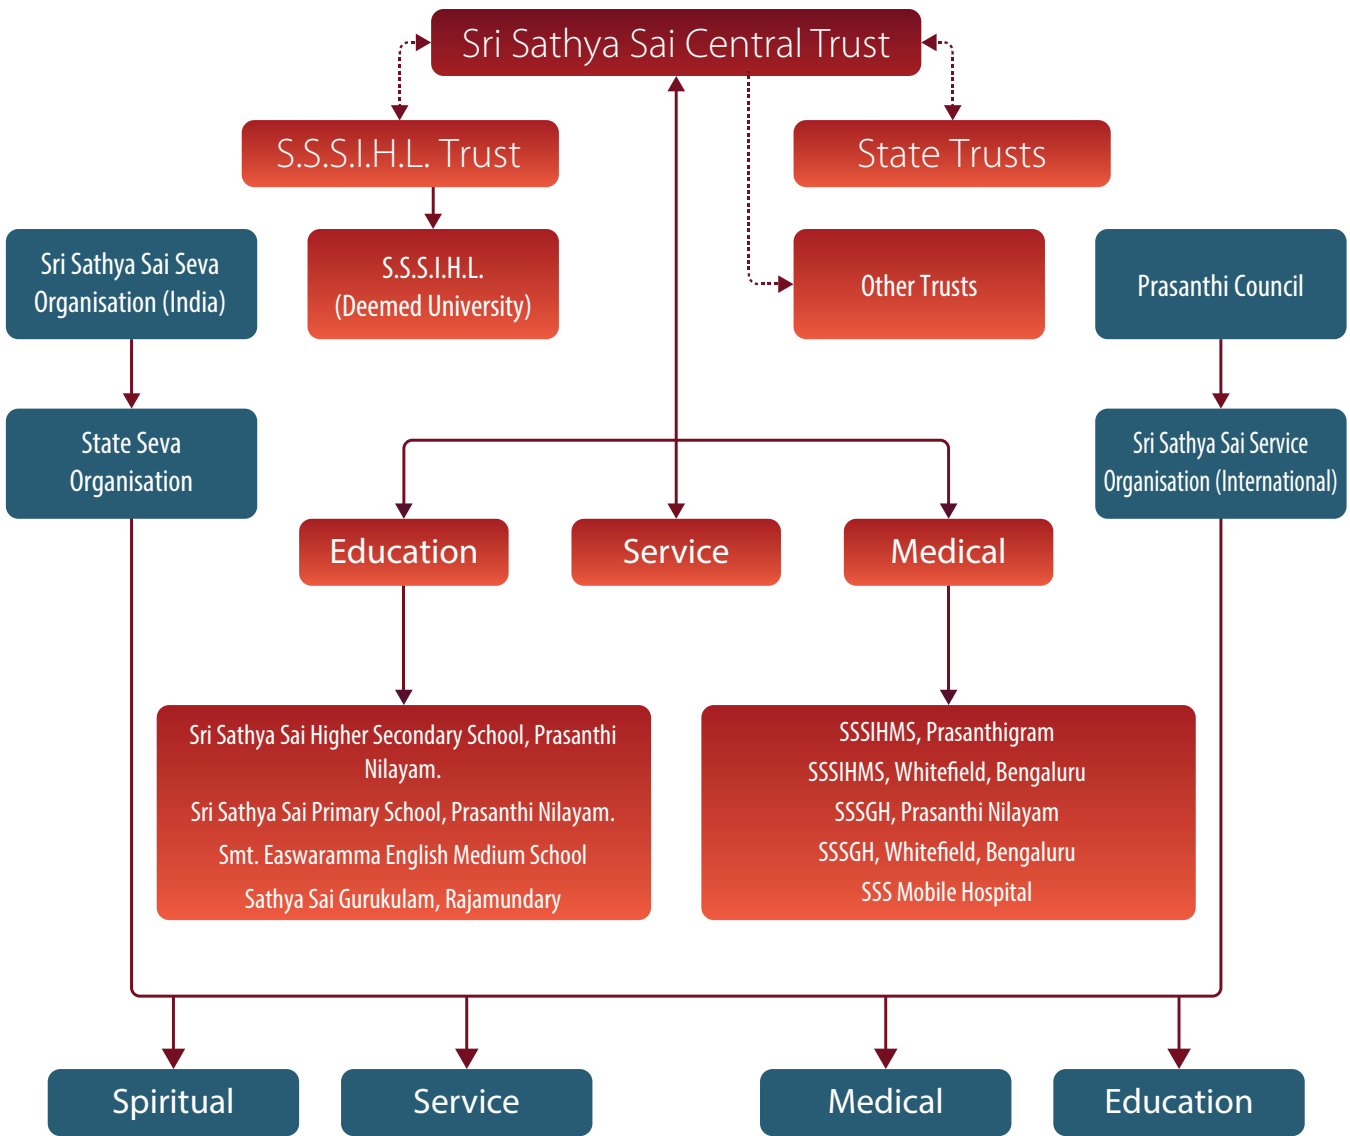 Sri Sathya Sai Central Trust
S.S.S.I.H.L. Trust
State Trusts
Sri Sathya Sai Seva
Organisation (India)
S.S.S.I.H.L.
(Deemed University)
Other Trusts
Prasanthi Council
State Seva
Organisation
Sri Sathya Sai Service
Organisation (International)
Education
Service
Medical
Sri Sathya Sai Higher Secondary School, Prasanthi
Nilayam.
Sri Sathya Sai Primary School, Prasanthi Nilayam.
Smt. Easwaramma English Medium School
Sathya Sai Gurukulam, Rajamundary
SSSIHMS, Prasanthigram
SSSIHMS, Whitefield, Bengaluru
SSSGH, Prasanthi Nilayam
SSSGH, Whitefield, Bengaluru
SSS Mobile Hospital
Spiritual
Service
Medical
Education